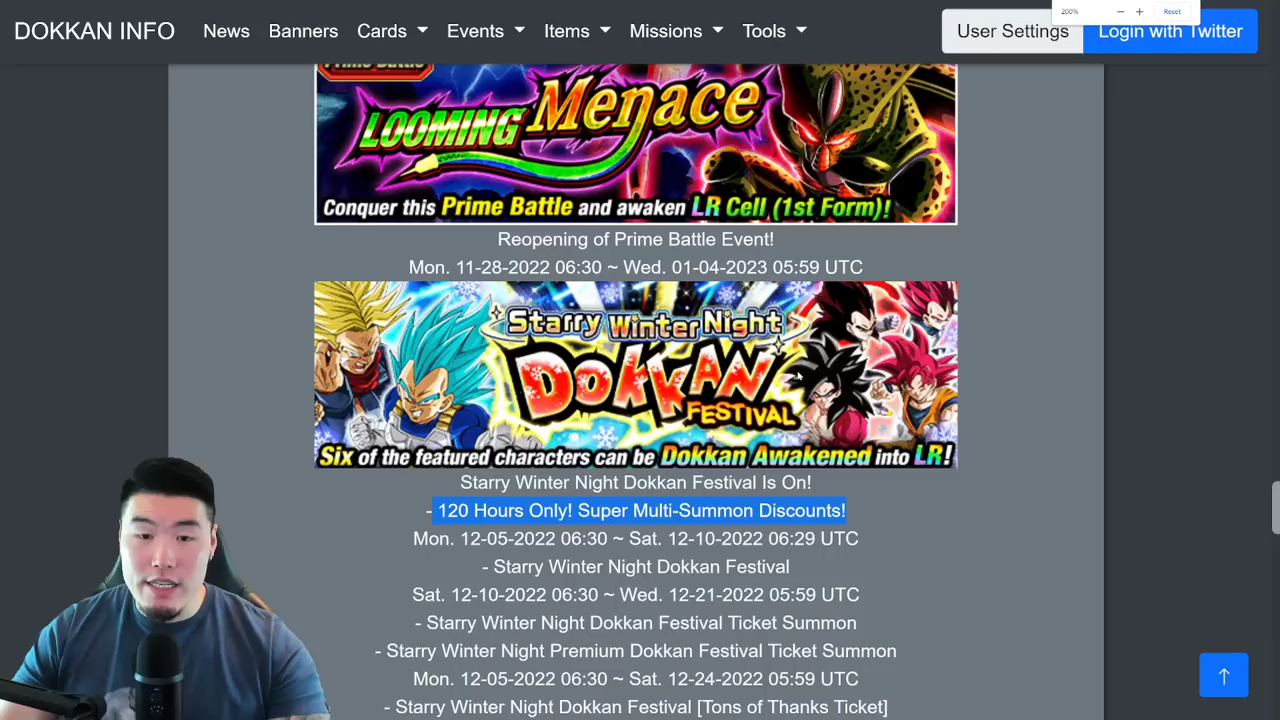 200%
Reset
DOKKAN INFO News Banners Cards Events Items Missions Tools User Settings Login with Twitter
Prime Battle
LOOMING Menace
Conquer this Prime Battle and awaken LR Cell (1st Form)!
Reopening of Prime Battle Event!
Mon. 11-28-2022 06:30 ~ Wed. 01-04-2023 05:59 UTC
Starry Winter Night
DOKKAN
FESTIVAL
Six of the featured characters can be Dokkan Awakened into LR!
Starry Winter Night Dokkan Festival Is On!
- 120 Hours Only! Super Multi-Summon Discounts!
Mon. 12-05-2022 06:30 ~ Sat. 12-10-2022 06:29 UTC
- Starry Winter Night Dokkan Festival
Sat. 12-10-2022 06:30 ~ Wed. 12-21-2022 05:59 UTC
- Starry Winter Night Dokkan Festival Ticket Summon
- Starry Winter Night Premium Dokkan Festival Ticket Summon
Mon. 12-05-2022 06:30 ~ Sat. 12-24-2022 05:59 UTC
- Starry Winter Night Dokkan Festival [Tons of Thanks Ticket]